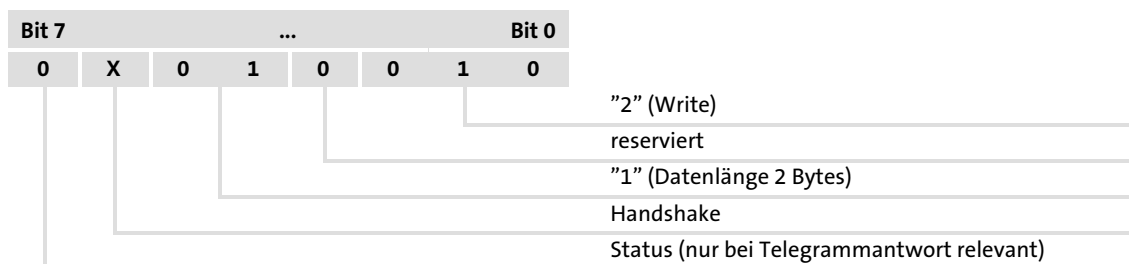 Bit 7 ... Bit 0
0 X 0 1 0 0 1 0
”2” (Write)
reserviert
”1” (Datenlänge 2 Bytes)
Handshake
Status (nur bei Telegrammantwort relevant)